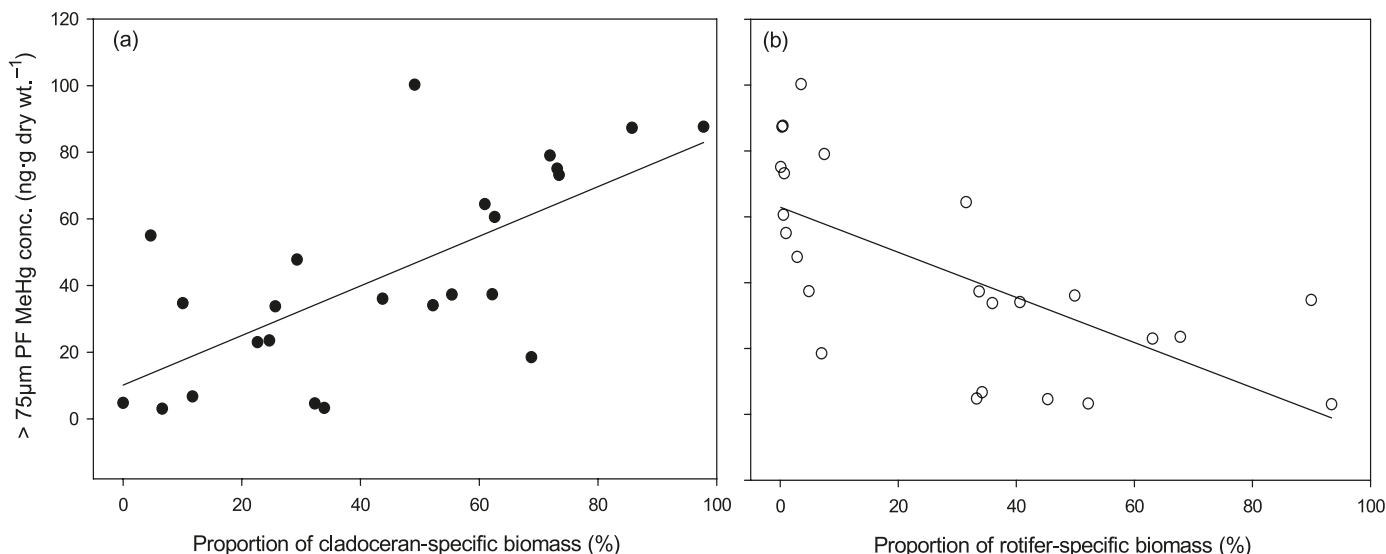 > 75µm PF MeHg conc. (ng·g dry wt.⁻¹)
120
100
80
60
40
20
0
(a)
(b)
0 20 40 60 80 100
0 20 40 60 80 100
Proportion of cladoceran-specific biomass (%)
Proportion of rotifer-specific biomass (%)